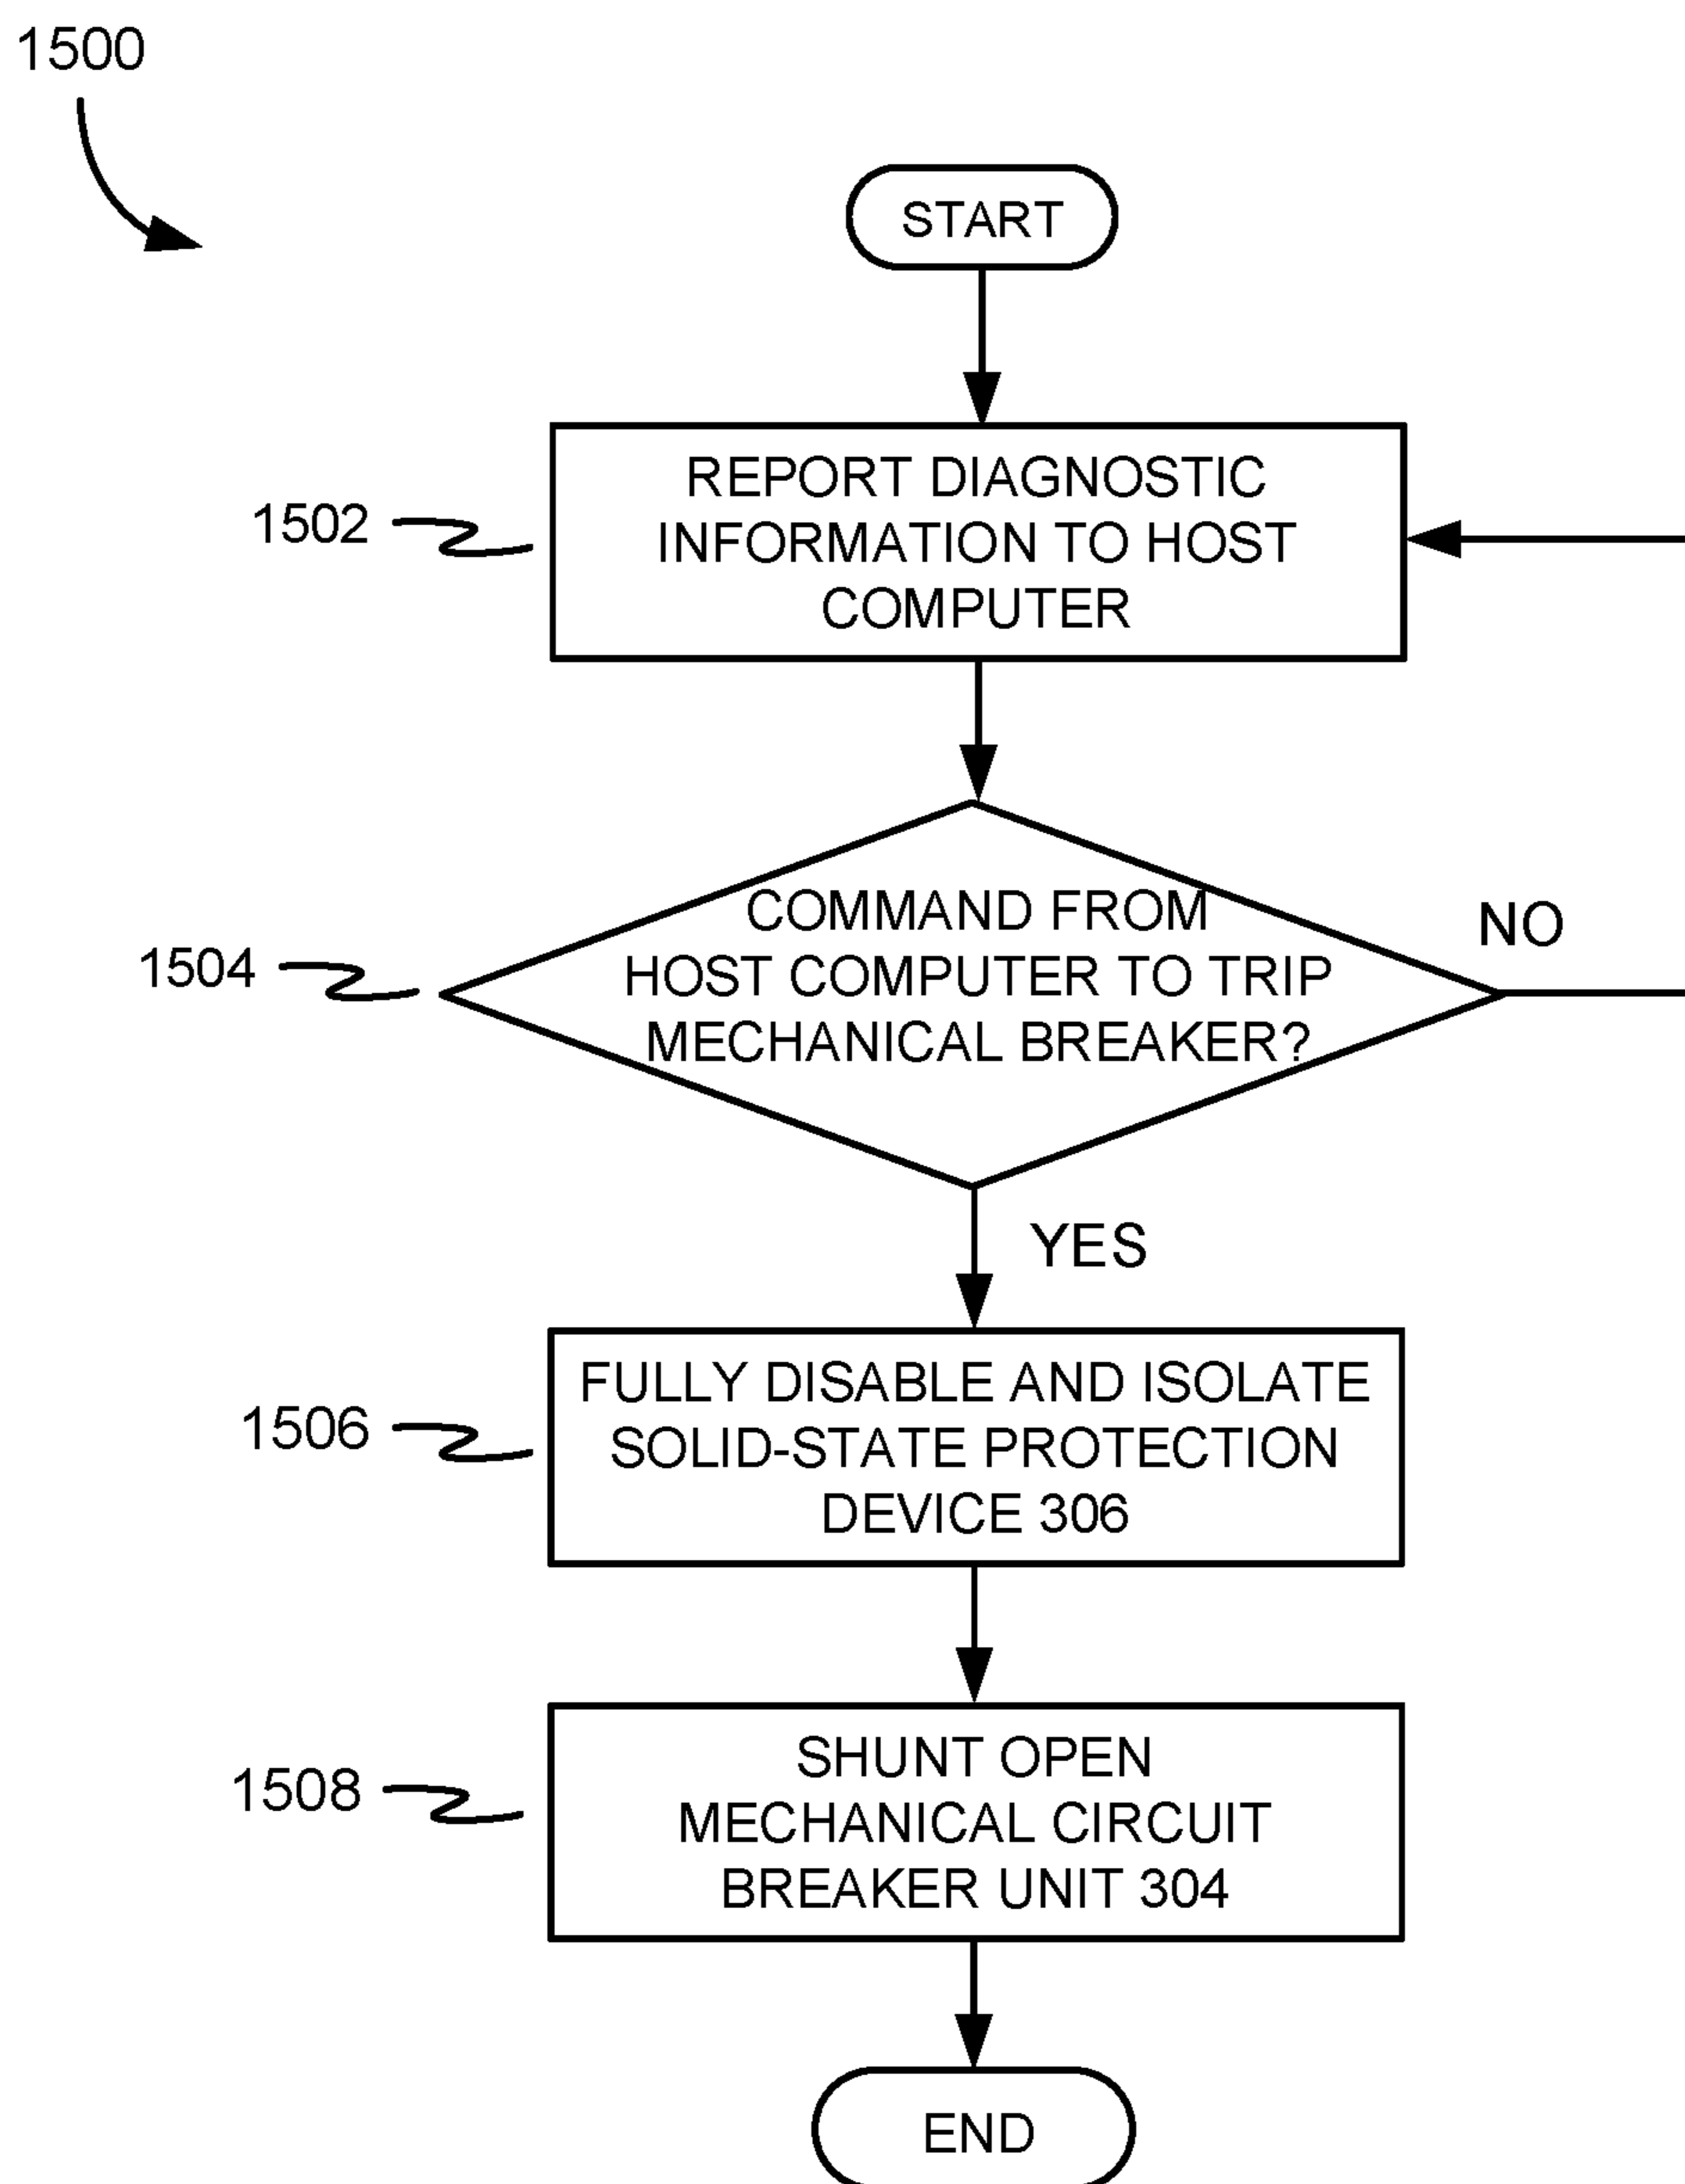 1500
START
1502
REPORT DIAGNOSTIC
INFORMATION TO HOST
COMPUTER
1504
COMMAND FROM
HOST COMPUTER TO TRIP
MECHANICAL BREAKER?
NO
YES
1506
FULLY DISABLE AND ISOLATE
SOLID-STATE PROTECTION
DEVICE 306
1508
SHUNT OPEN
MECHANICAL CIRCUIT
BREAKER UNIT 304
END